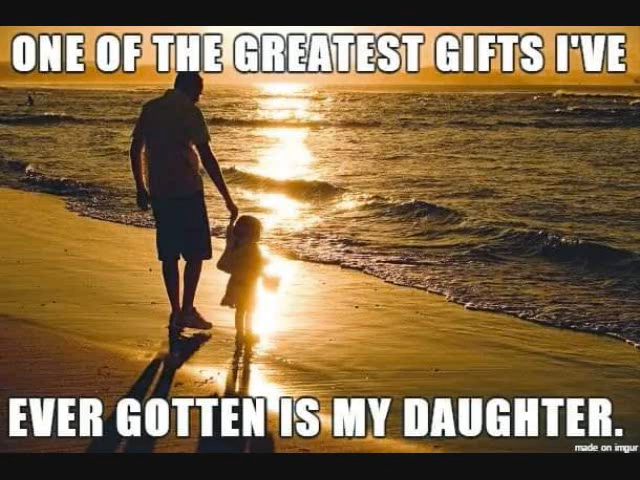 ONE OF THE GREATEST GIFTS I'VE
EVER GOTTEN IS MY DAUGHTER.
made on imgur